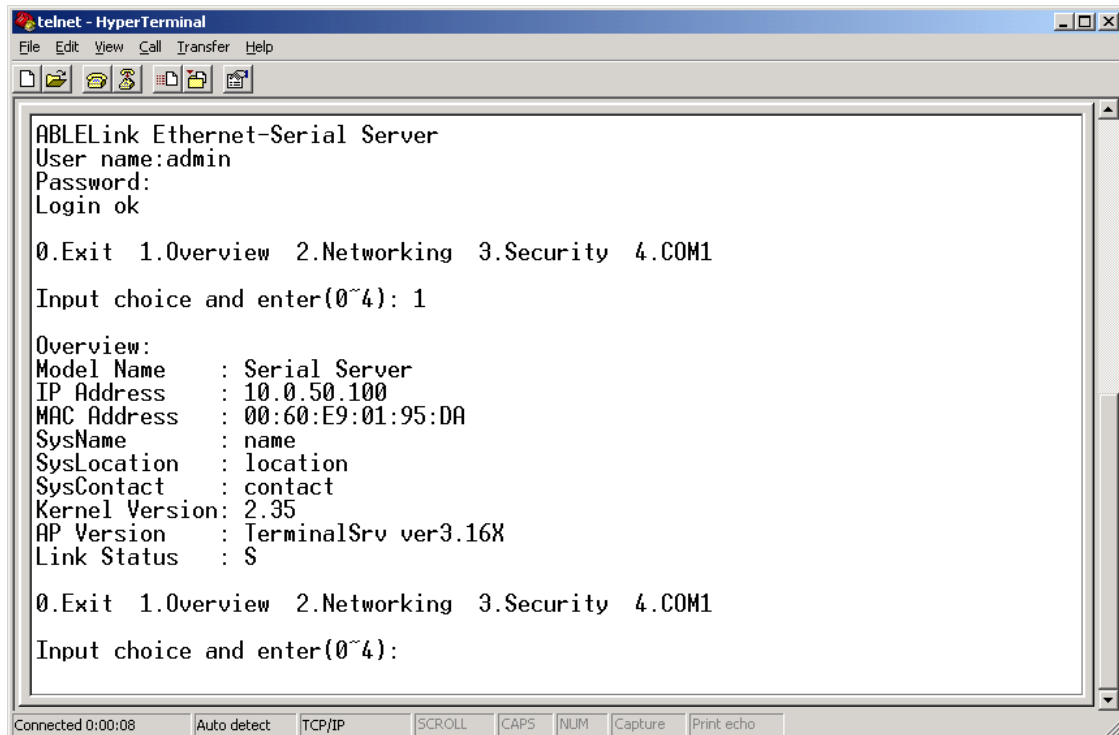 telnet - HyperTerminal
File Edit View Call Transfer Help
ABLELink Ethernet-Serial Server
User name:admin
Password:
Login ok
0.Exit 1.Overview 2.Networking 3.Security 4.COM1
Input choice and enter(0~4): 1
Overview:
Model Name : Serial Server
IP Address : 10.0.50.100
MAC Address : 00:60:E9:01:95:DA
SysName : name
SysLocation : location
SysContact : contact
Kernel Version: 2.35
AP Version : TerminalSrv ver3.16X
Link Status : S
0.Exit 1.Overview 2.Networking 3.Security 4.COM1
Input choice and enter(0~4):
Connected 0:00:08 Auto detect TCP/IP SCROLL CAPS NUM Capture Print echo